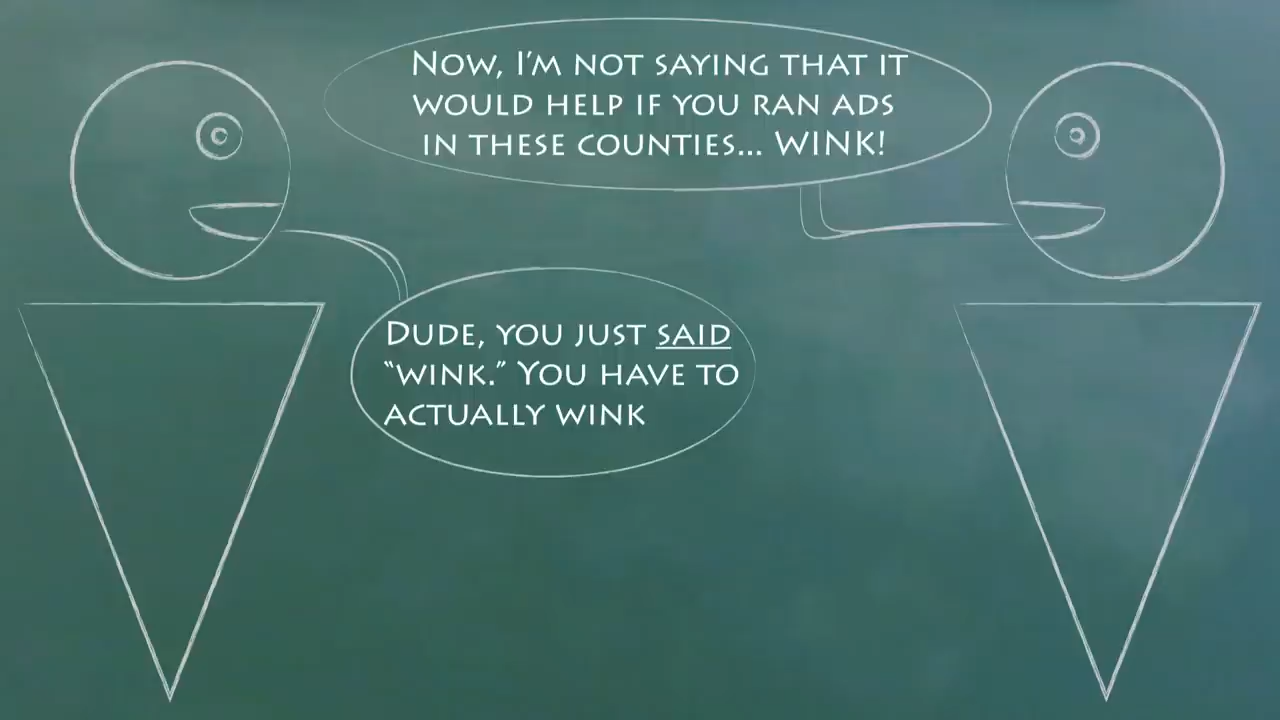 Now, I'm not saying that it
would help if you ran ads
in these counties... WINK!
Dude, you just said
“wink.” You have to
actually wink